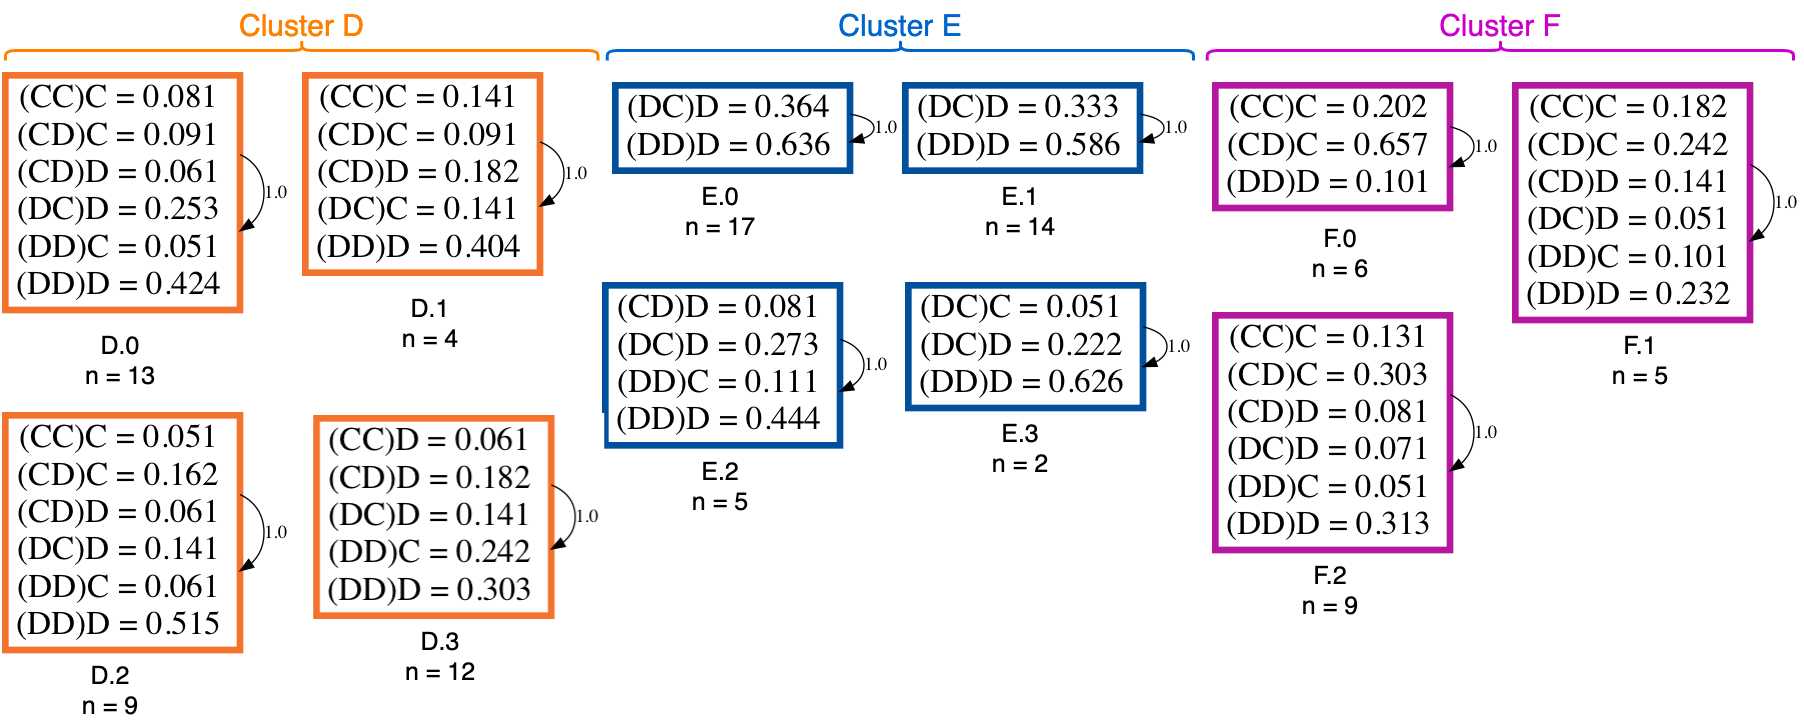 Cluster D
(CC)C = 0.081
(CD)C = 0.091
(CD)D = 0.061
(DC)D = 0.253
(DD)C = 0.051
(DD)D = 0.424
1.0
D.0
n = 13
(CC)C = 0.141
(CD)C = 0.091
(CD)D = 0.182
(DC)C = 0.141
(DD)D = 0.404
1.0
D.1
n = 4
(CC)C = 0.051
(CD)C = 0.162
(CD)D = 0.061
(DC)D = 0.141
(DD)C = 0.061
(DD)D = 0.515
1.0
D.2
n = 9
(CC)D = 0.061
(CD)D = 0.182
(DC)D = 0.141
(DD)C = 0.242
(DD)D = 0.303
1.0
D.3
n = 12
Cluster E
(DC)D = 0.364
(DD)D = 0.636
1.0
E.0
n = 17
(DC)D = 0.333
(DD)D = 0.586
1.0
E.1
n = 14
(CD)D = 0.081
(DC)D = 0.273
(DD)C = 0.111
(DD)D = 0.444
1.0
E.2
n = 5
(DC)C = 0.051
(DC)D = 0.222
(DD)D = 0.626
1.0
E.3
n = 2
Cluster F
(CC)C = 0.202
(CD)C = 0.657
(DD)D = 0.101
1.0
F.0
n = 6
(CC)C = 0.182
(CD)C = 0.242
(CD)D = 0.141
(DC)D = 0.051
(DD)C = 0.101
(DD)D = 0.232
1.0
F.1
n = 5
(CC)C = 0.131
(CD)C = 0.303
(CD)D = 0.081
(DC)D = 0.071
(DD)C = 0.051
(DD)D = 0.313
1.0
F.2
n = 9